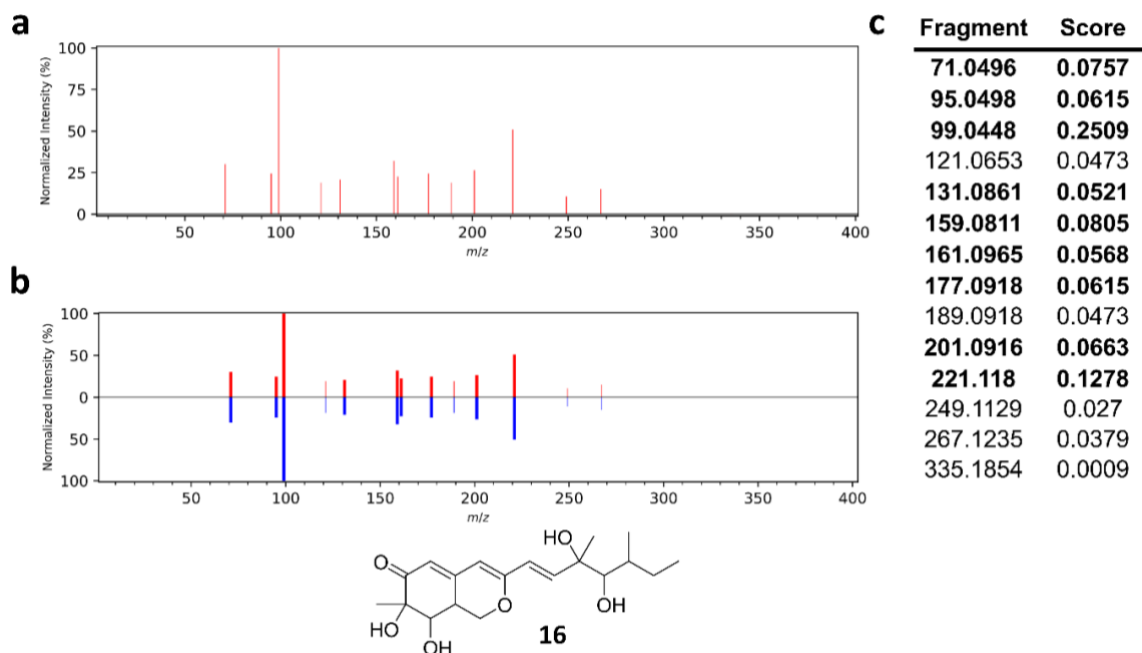 a
100
75
50
25
0
Normalized Intensity (%)
50 100 150 200 250 300 350 400
m/z
b
100
50
0
50
100
Normalized Intensity (%)
50 100 150 200 250 300 350 400
m/z
HO
O
O
OH
HO
OH
16
c
Fragment Score
71.0496 0.0757
95.0498 0.0615
99.0448 0.2509
121.0653 0.0473
131.0861 0.0521
159.0811 0.0805
161.0965 0.0568
177.0918 0.0615
189.0918 0.0473
201.0916 0.0663
221.118 0.1278
249.1129 0.027
267.1235 0.0379
335.1854 0.0009